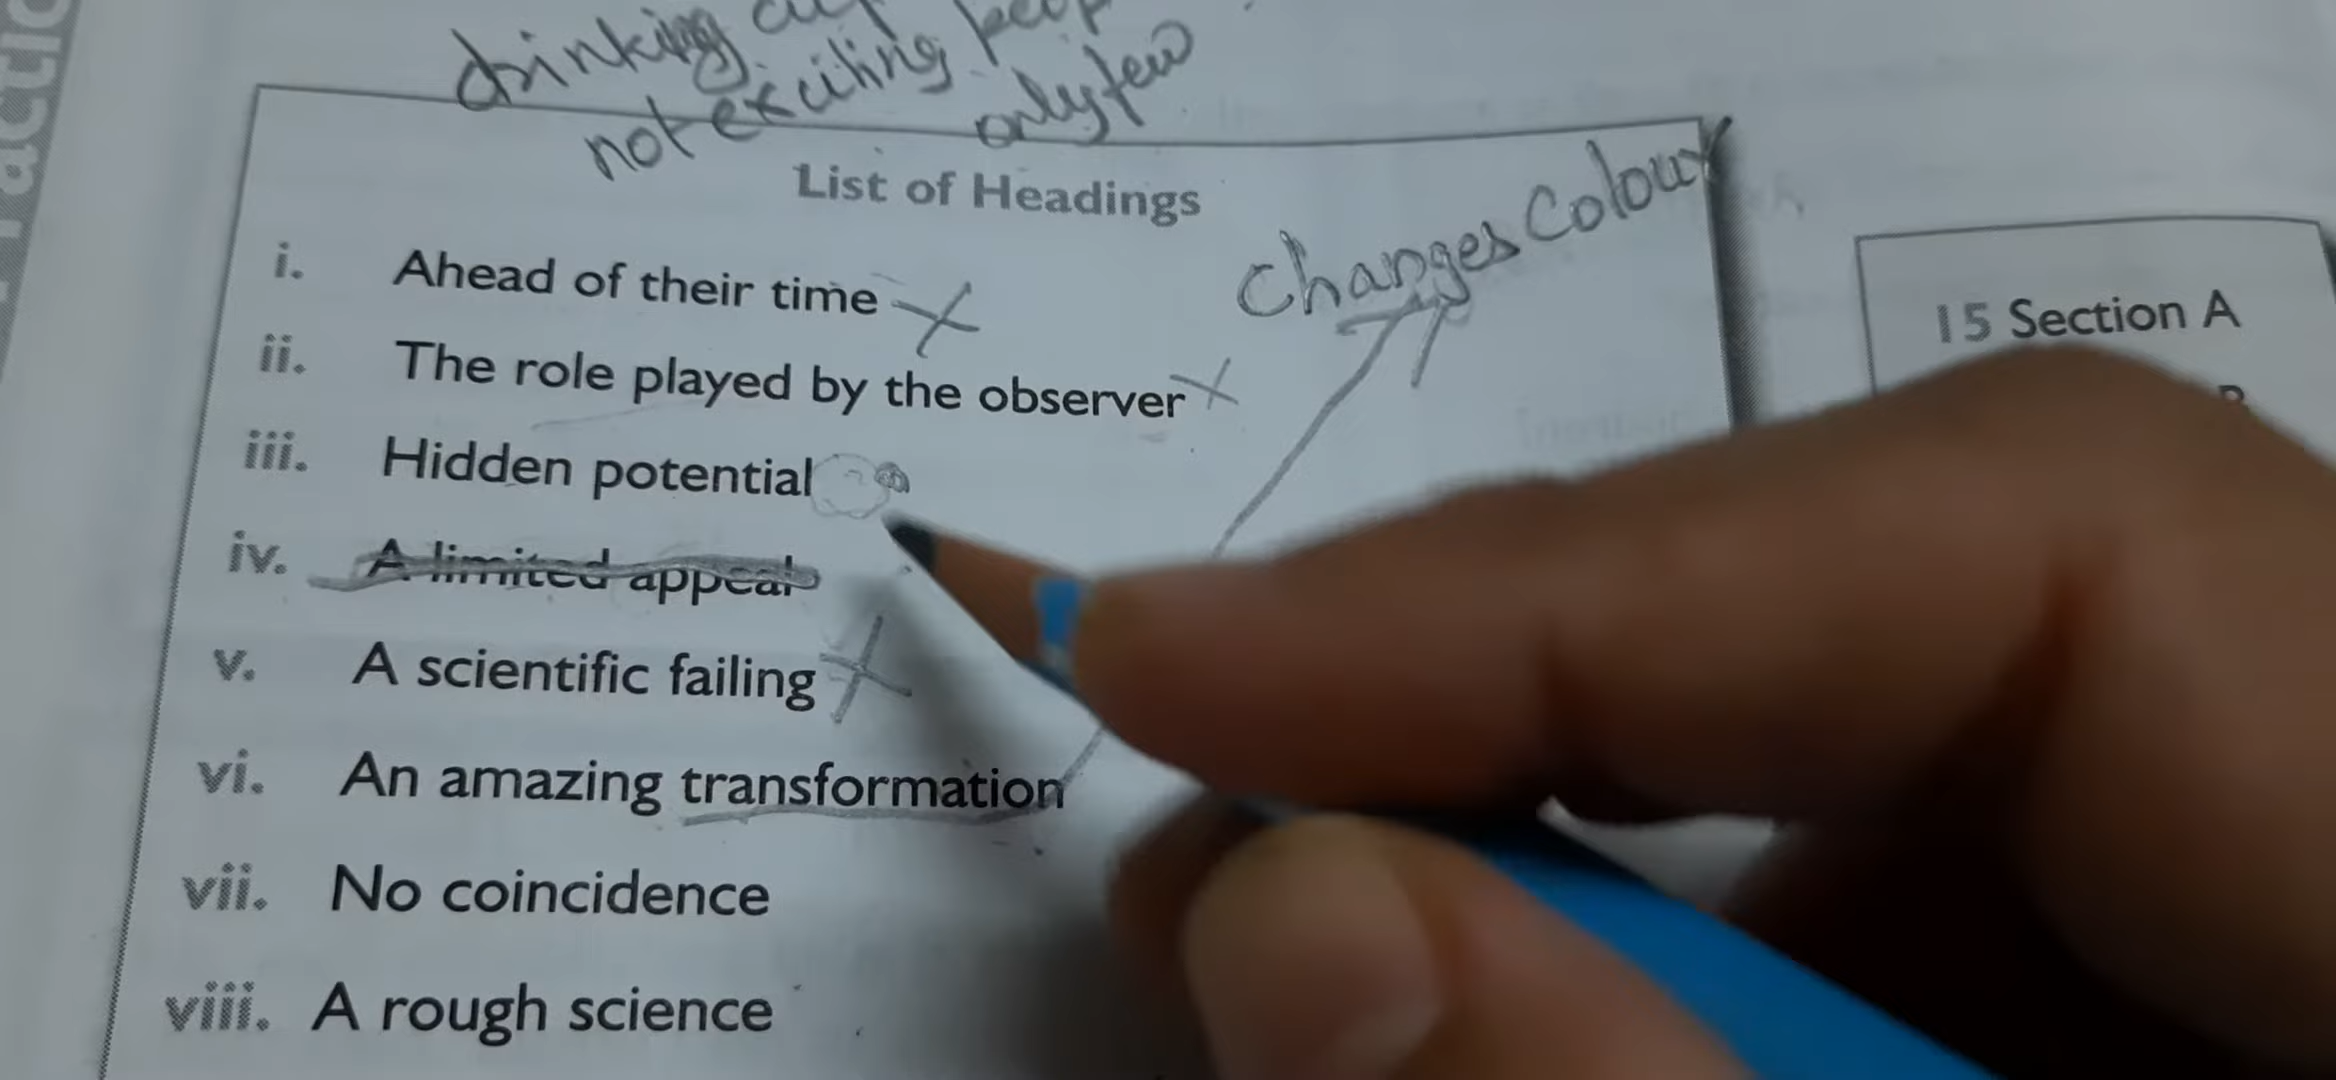 drinking
not exciting
only few
List of Headings
Changes Colour
i. Ahead of their time
ii. The role played by the observer
iii. Hidden potential
iv. A limited appeal
v. A scientific failing
vi. An amazing transformation
vii. No coincidence
viii. A rough science
15 Section A